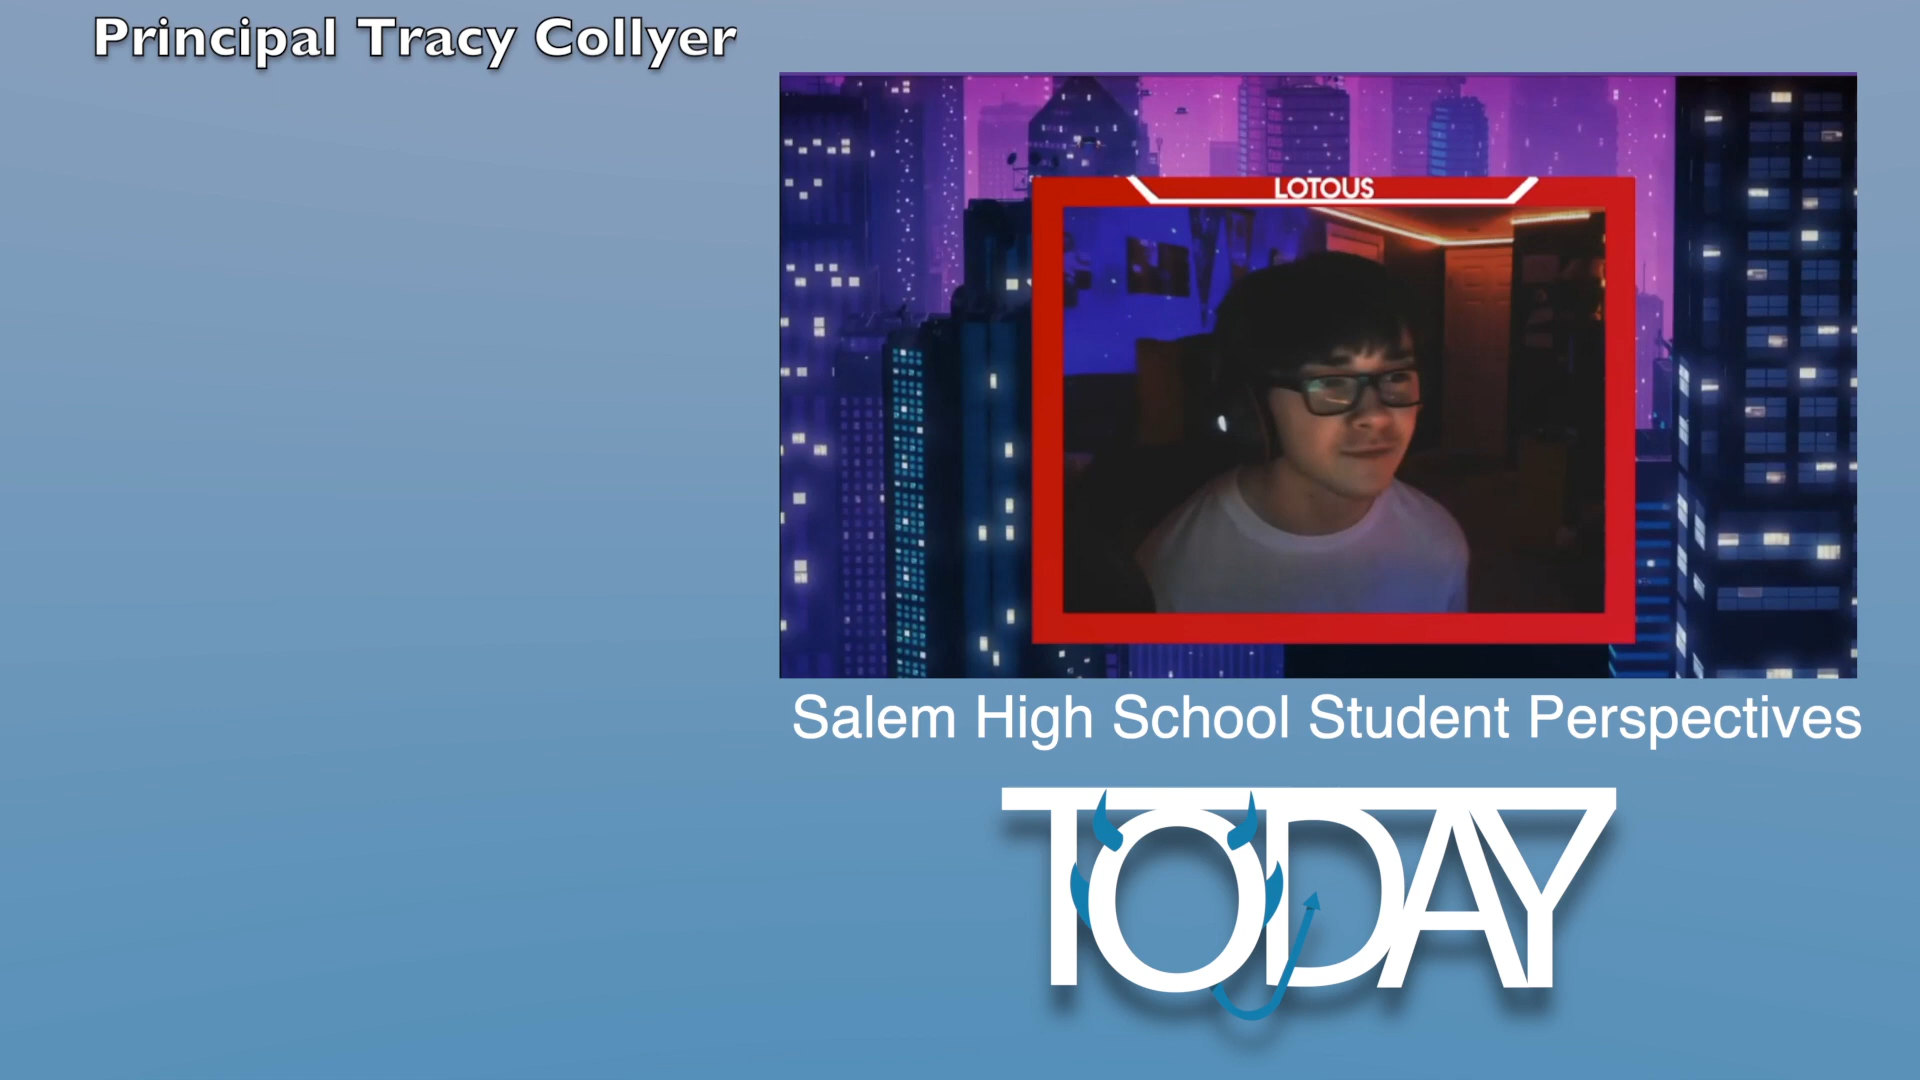 Principal Tracy Collyer
LOTOUS
Salem High School Student Perspectives
TODAY